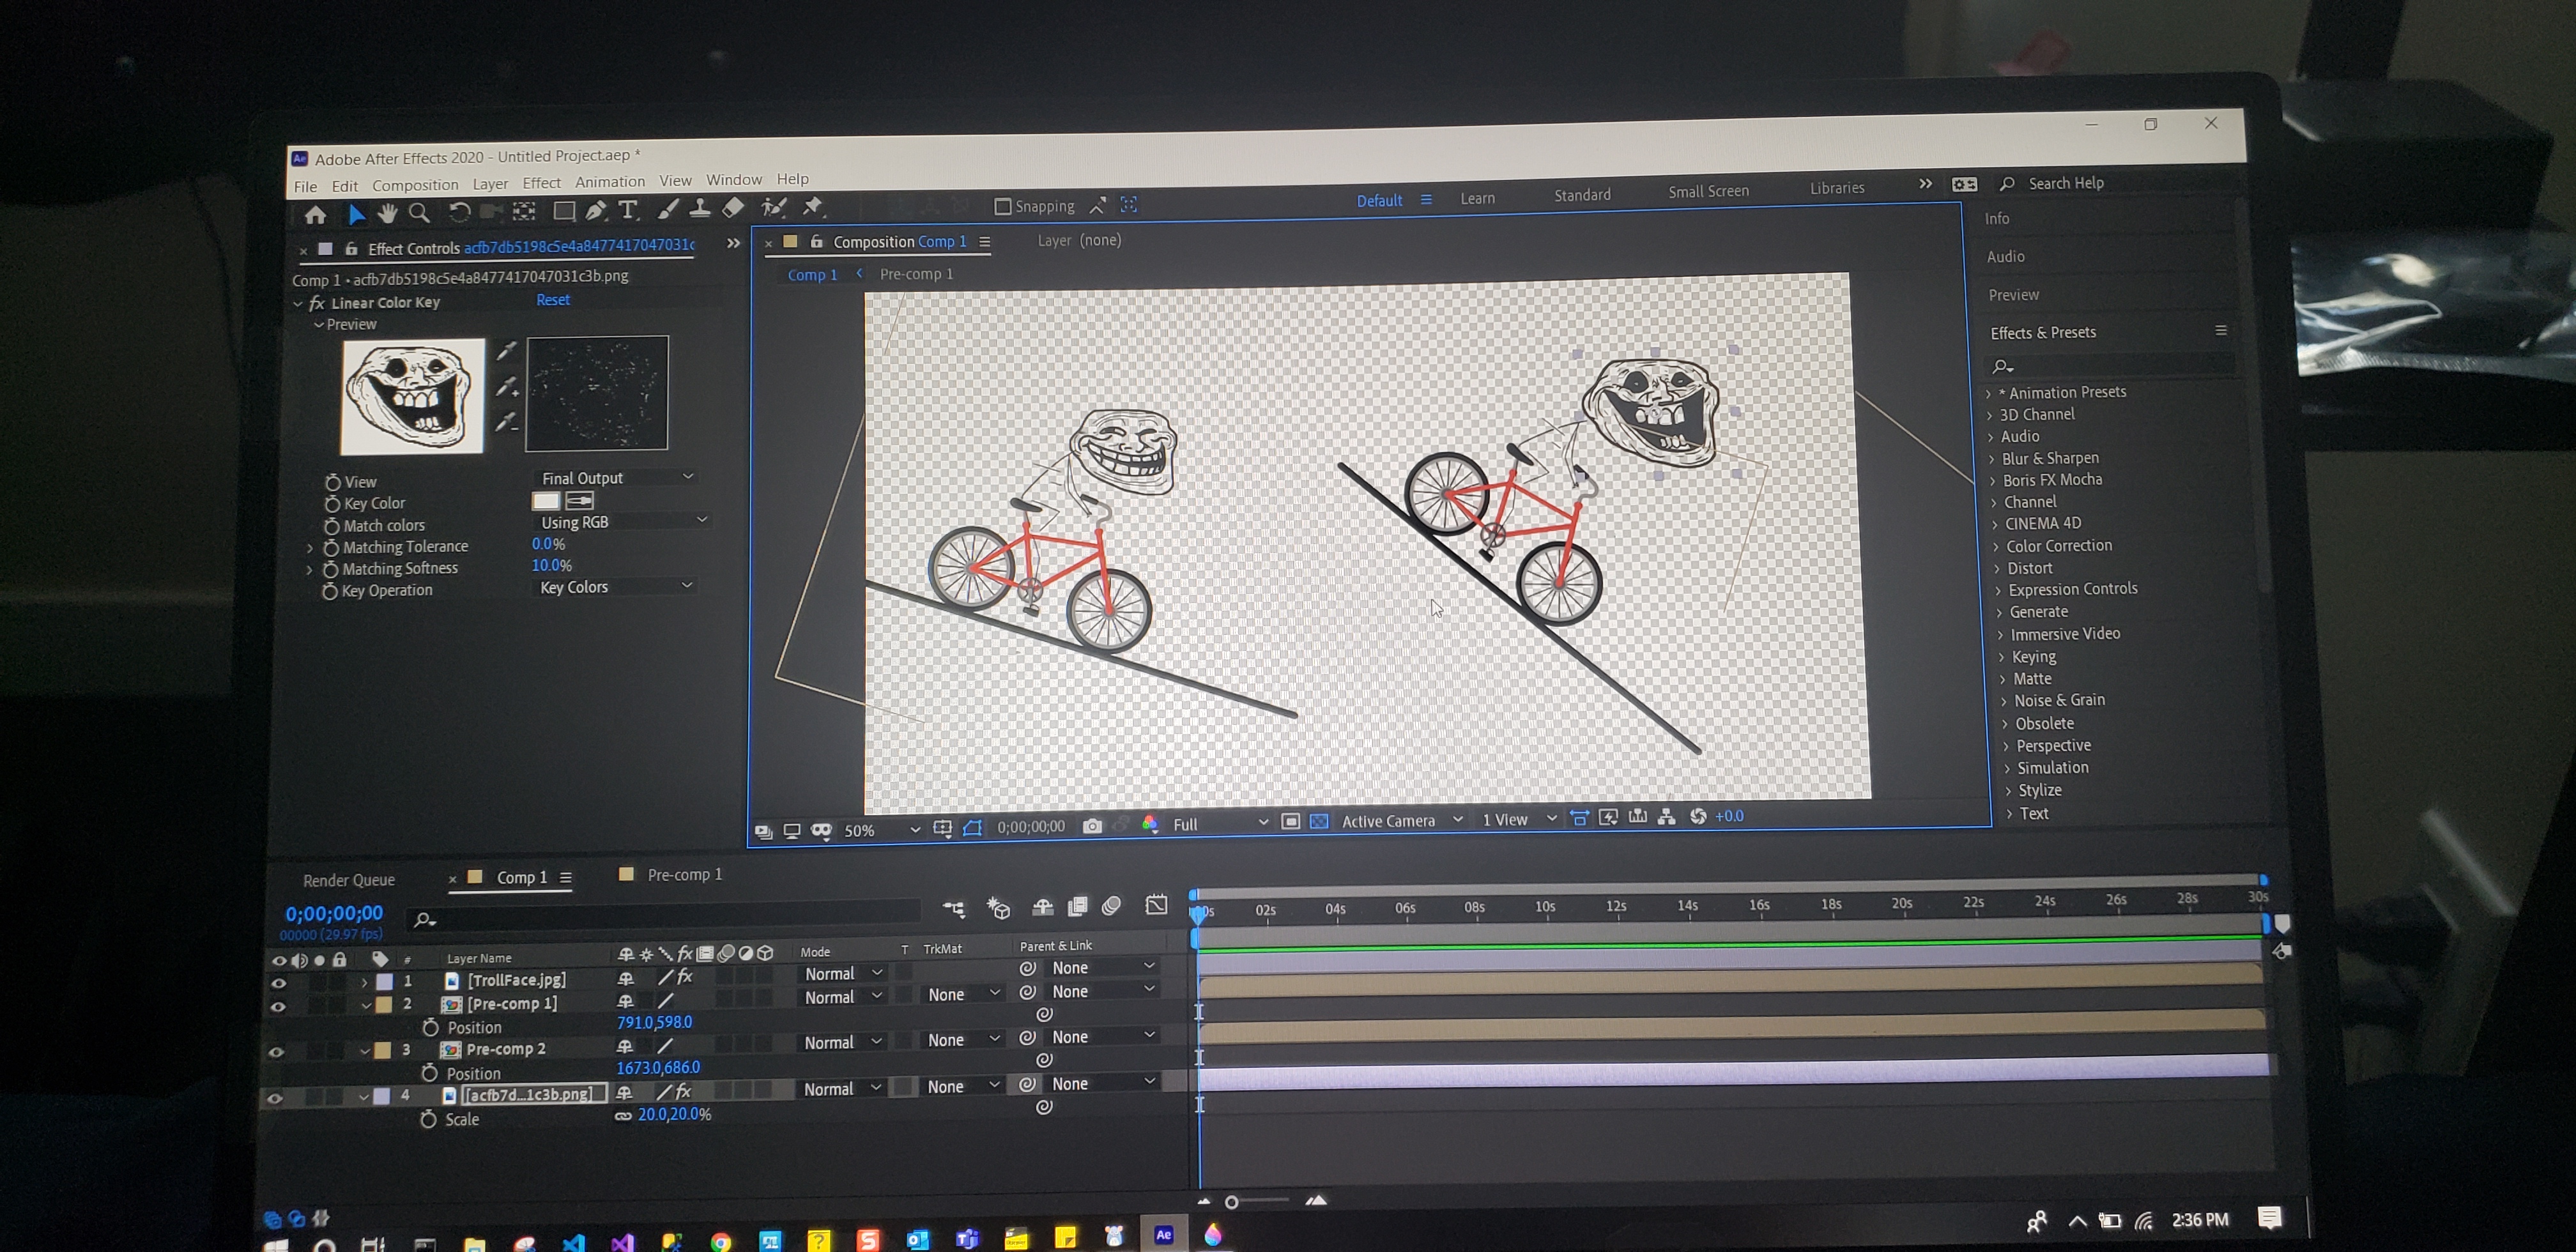 Adobe After Effects 2020 - Untitled Project.aep *
File Edit Composition Layer Effect Animation View Window Help
Snapping
Default Learn Standard Small Screen Libraries
Search Help
Effect Controls acfb7db5198c5e4a8477417047031c
Comp 1 • acfb7db5198c5e4a8477417047031c3b.png
fx Linear Color Key Reset
Preview
View Final Output
Key Color
Match colors Using RGB
Matching Tolerance 0.0%
Matching Softness 10.0%
Key Operation Key Colors
Composition Comp 1
Layer (none)
Comp 1 Pre-comp 1
50% 0;00;00;00 Full Active Camera 1 View +0.0
Info
Audio
Preview
Effects & Presets
* Animation Presets
3D Channel
Audio
Blur & Sharpen
Boris FX Mocha
Channel
CINEMA 4D
Color Correction
Distort
Expression Controls
Generate
Immersive Video
Keying
Matte
Noise & Grain
Obsolete
Perspective
Simulation
Stylize
Text
Render Queue Comp 1 Pre-comp 1
0;00;00;00
00000 (29.97 fps)
02s 04s 06s 08s 10s 12s 14s 16s 18s 20s 22s 24s 26s 28s 30s
# Layer Name fx Mode T TrkMat Parent & Link
1 [TrollFace.jpg] fx Normal None
2 [Pre-comp 1] Normal None None
Position 791.0,598.0
3 Pre-comp 2 Normal None None
Position 1673.0,686.0
4 [acfb7d...1c3b.png] fx Normal None None
Scale 20.0,20.0%
Ae
2:36 PM